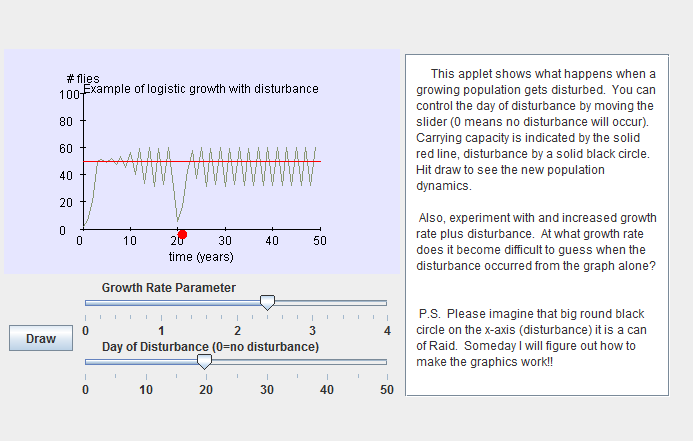 # flies
Example of logistic growth with disturbance
100
80
60
40
20
0
0 10 20 30 40 50
time (years)
Growth Rate Parameter
0 1 2 3 4
Draw
Day of Disturbance (0=no disturbance)
0 10 20 30 40 50
This applet shows what happens when a
growing population gets disturbed. You can
control the day of disturbance by moving the
slider (0 means no disturbance will occur).
Carrying capacity is indicated by the solid
red line, disturbance by a solid black circle.
Hit draw to see the new population
dynamics.
Also, experiment with and increased growth
rate plus disturbance. At what growth rate
does it become difficult to guess when the
disturbance occurred from the graph alone?
P.S. Please imagine that big round black
circle on the x-axis (disturbance) it is a can
of Raid. Someday I will figure out how to
make the graphics work!!